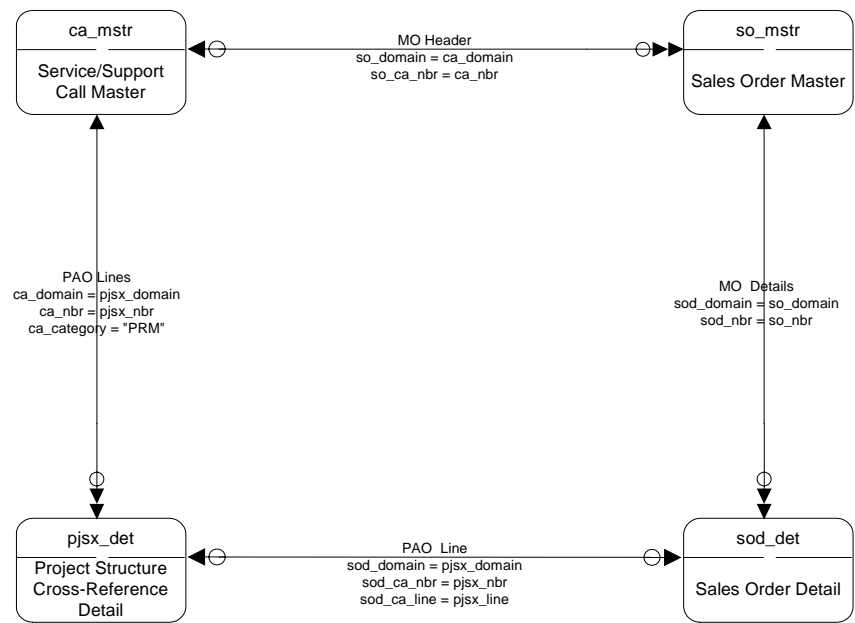 ca_mstr
Service/Support
Call Master
MO Header
so_domain = ca_domain
so_ca_nbr = ca_nbr
so_mstr
Sales Order Master
PAO Lines
ca_domain = pjsx_domain
ca_nbr = pjsx_nbr
ca_category = "PRM"
MO Details
sod_domain = so_domain
sod_nbr = so_nbr
pjsx_det
Project Structure
Cross-Reference
Detail
PAO Line
sod_domain = pjsx_domain
sod_ca_nbr = pjsx_nbr
sod_ca_line = pjsx_line
sod_det
Sales Order Detail